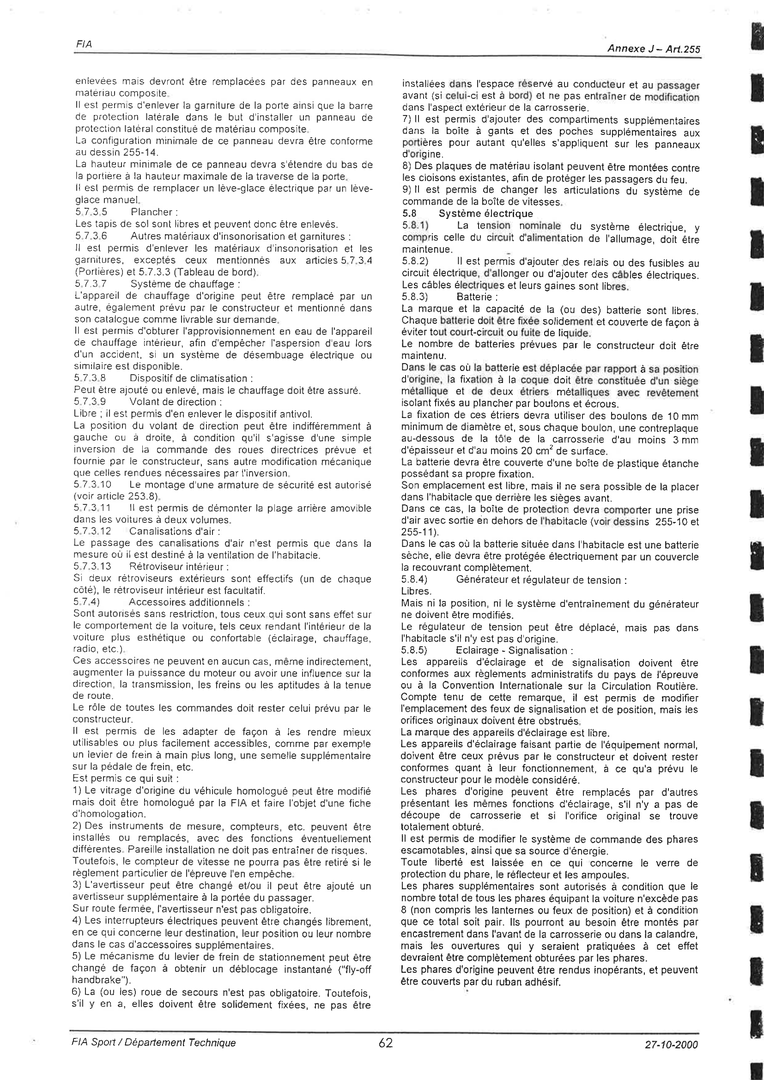 FIA
Annexe J – Art.255
enlevées mais devront être remplacées par des panneaux en
matériau composite.
Il est permis d'enlever la garniture de la porte ainsi que la barre
de protection latérale dans le but d'installer un panneau de
protection latéral constitué de matériau composite.
La configuration minimale de ce panneau devra être conforme
au dessin 255-14.
La hauteur minimale de ce panneau devra s'étendre du bas de
la portière à la hauteur maximale de la traverse de la porte.
Il est permis de remplacer un lève-glace électrique par un lève-
glace manuel.
5.7.3.5 Plancher :
Les tapis de sol sont libres et peuvent donc être enlevés.
5.7.3.6 Autres matériaux d'insonorisation et garnitures :
Il est permis d'enlever les matériaux d'insonorisation et les
garnitures, exceptés ceux mentionnés aux articles 5.7.3.4
(Portières) et 5.7.3.3 (Tableau de bord).
5.7.3.7 Système de chauffage :
L'appareil de chauffage d'origine peut être remplacé par un
autre, également prévu par le constructeur et mentionné dans
son catalogue comme livrable sur demande.
Il est permis d'obturer l'approvisionnement en eau de l'appareil
de chauffage intérieur, afin d'empêcher l'aspersion d'eau lors
d'un accident, si un système de désembuage électrique ou
similaire est disponible.
5.7.3.8 Dispositif de climatisation :
Peut être ajouté ou enlevé, mais le chauffage doit être assuré.
5.7.3.9 Volant de direction :
Libre ; il est permis d'en enlever le dispositif antivol.
La position du volant de direction peut être indifféremment à
gauche ou à droite, à condition qu'il s'agisse d'une simple
inversion de la commande des roues directrices prévue et
fournie par le constructeur, sans autre modification mécanique
que celles rendues nécessaires par l'inversion.
5.7.3.10 Le montage d'une armature de sécurité est autorisé
(voir article 253.8).
5.7.3.11 Il est permis de démonter la plage arrière amovible
dans les voitures à deux volumes.
5.7.3.12 Canalisations d'air :
Le passage des canalisations d'air n'est permis que dans la
mesure où il est destiné à la ventilation de l'habitacle.
5.7.3.13 Rétroviseur intérieur :
Si deux rétroviseurs extérieurs sont effectifs (un de chaque
côté), le rétroviseur intérieur est facultatif.
5.7.4) Accessoires additionnels :
Sont autorisés sans restriction, tous ceux qui sont sans effet sur
le comportement de la voiture, tels ceux rendant l'intérieur de la
voiture plus esthétique ou confortable (éclairage, chauffage,
radio, etc.).
Ces accessoires ne peuvent en aucun cas, même indirectement,
augmenter la puissance du moteur ou avoir une influence sur la
direction, la transmission, les freins ou les aptitudes à la tenue
de route.
Le rôle de toutes les commandes doit rester celui prévu par le
constructeur.
Il est permis de les adapter de façon à les rendre mieux
utilisables ou plus facilement accessibles, comme par exemple
un levier de frein à main plus long, une semelle supplémentaire
sur la pédale de frein, etc.
Est permis ce qui suit :
1) Le vitrage d'origine du véhicule homologué peut être modifié
mais doit être homologué par la FIA et faire l'objet d'une fiche
d'homologation.
2) Des instruments de mesure, compteurs, etc. peuvent être
installés ou remplacés, avec des fonctions éventuellement
différentes. Pareille installation ne doit pas entraîner de risques.
Toutefois, le compteur de vitesse ne pourra pas être retiré si le
règlement particulier de l'épreuve l'en empêche.
3) L'avertisseur peut être changé et/ou il peut être ajouté un
avertisseur supplémentaire à la portée du passager.
Sur route fermée, l'avertisseur n'est pas obligatoire.
4) Les interrupteurs électriques peuvent être changés librement,
en ce qui concerne leur destination, leur position ou leur nombre
dans le cas d'accessoires supplémentaires.
5) Le mécanisme du levier de frein de stationnement peut être
changé de façon à obtenir un déblocage instantané ("fly-off
handbrake").
6) La (ou les) roue de secours n'est pas obligatoire. Toutefois,
s'il y en a, elles doivent être solidement fixées, ne pas être
installées dans l'espace réservé au conducteur et au passager
avant (si celui-ci est à bord) et ne pas entraîner de modification
dans l'aspect extérieur de la carrosserie.
7) Il est permis d'ajouter des compartiments supplémentaires
dans la boîte à gants et des poches supplémentaires aux
portières pour autant qu'elles s'appliquent sur les panneaux
d'origine.
8) Des plaques de matériau isolant peuvent être montées contre
les cloisons existantes, afin de protéger les passagers du feu.
9) Il est permis de changer les articulations du système de
commande de la boîte de vitesses.
5.8 Système électrique
5.8.1) La tension nominale du système électrique, y
compris celle du circuit d'alimentation de l'allumage, doit être
maintenue.
5.8.2) Il est permis d'ajouter des relais ou des fusibles au
circuit électrique, d'allonger ou d'ajouter des câbles électriques.
Les câbles électriques et leurs gaines sont libres.
5.8.3) Batterie :
La marque et la capacité de la (ou des) batterie sont libres.
Chaque batterie doit être fixée solidement et couverte de façon à
éviter tout court-circuit ou fuite de liquide.
Le nombre de batteries prévues par le constructeur doit être
maintenu.
Dans le cas où la batterie est déplacée par rapport à sa position
d'origine, la fixation à la coque doit être constituée d'un siège
métallique et de deux étriers métalliques avec revêtement
isolant fixés au plancher par boulons et écrous.
La fixation de ces étriers devra utiliser des boulons de 10 mm
minimum de diamètre et, sous chaque boulon, une contreplaque
au-dessous de la tôle de la carrosserie d'au moins 3 mm
d'épaisseur et d'au moins 20 cm² de surface.
La batterie devra être couverte d'une boîte de plastique étanche
possédant sa propre fixation.
Son emplacement est libre, mais il ne sera possible de la placer
dans l'habitacle que derrière les sièges avant.
Dans ce cas, la boîte de protection devra comporter une prise
d'air avec sortie en dehors de l'habitacle (voir dessins 255-10 et
255-11).
Dans le cas où la batterie située dans l'habitacle est une batterie
sèche, elle devra être protégée électriquement par un couvercle
la recouvrant complètement.
5.8.4) Générateur et régulateur de tension :
Libres.
Mais ni la position, ni le système d'entraînement du générateur
ne doivent être modifiés.
Le régulateur de tension peut être déplacé, mais pas dans
l'habitacle s'il n'y est pas d'origine.
5.8.5) Eclairage - Signalisation :
Les appareils d'éclairage et de signalisation doivent être
conformes aux règlements administratifs du pays de l'épreuve
ou à la Convention Internationale sur la Circulation Routière.
Compte tenu de cette remarque, il est permis de modifier
l'emplacement des feux de signalisation et de position, mais les
orifices originaux doivent être obstrués.
La marque des appareils d'éclairage est libre.
Les appareils d'éclairage faisant partie de l'équipement normal,
doivent être ceux prévus par le constructeur et doivent rester
conformes quant à leur fonctionnement, à ce qu'a prévu le
constructeur pour le modèle considéré.
Les phares d'origine peuvent être remplacés par d'autres
présentant les mêmes fonctions d'éclairage, s'il n'y a pas de
découpe de carrosserie et si l'orifice original se trouve
totalement obturé.
Il est permis de modifier le système de commande des phares
escamotables, ainsi que sa source d'énergie.
Toute liberté est laissée en ce qui concerne le verre de
protection du phare, le réflecteur et les ampoules.
Les phares supplémentaires sont autorisés à condition que le
nombre total de tous les phares équipant la voiture n'excède pas
8 (non compris les lanternes ou feux de position) et à condition
que ce total soit pair. Ils pourront au besoin être montés par
encastrement dans l'avant de la carrosserie ou dans la calandre,
mais les ouvertures qui y seraient pratiquées à cet effet
devraient être complètement obturées par les phares.
Les phares d'origine peuvent être rendus inopérants, et peuvent
être couverts par du ruban adhésif.
FIA Sport / Département Technique
62
27-10-2000